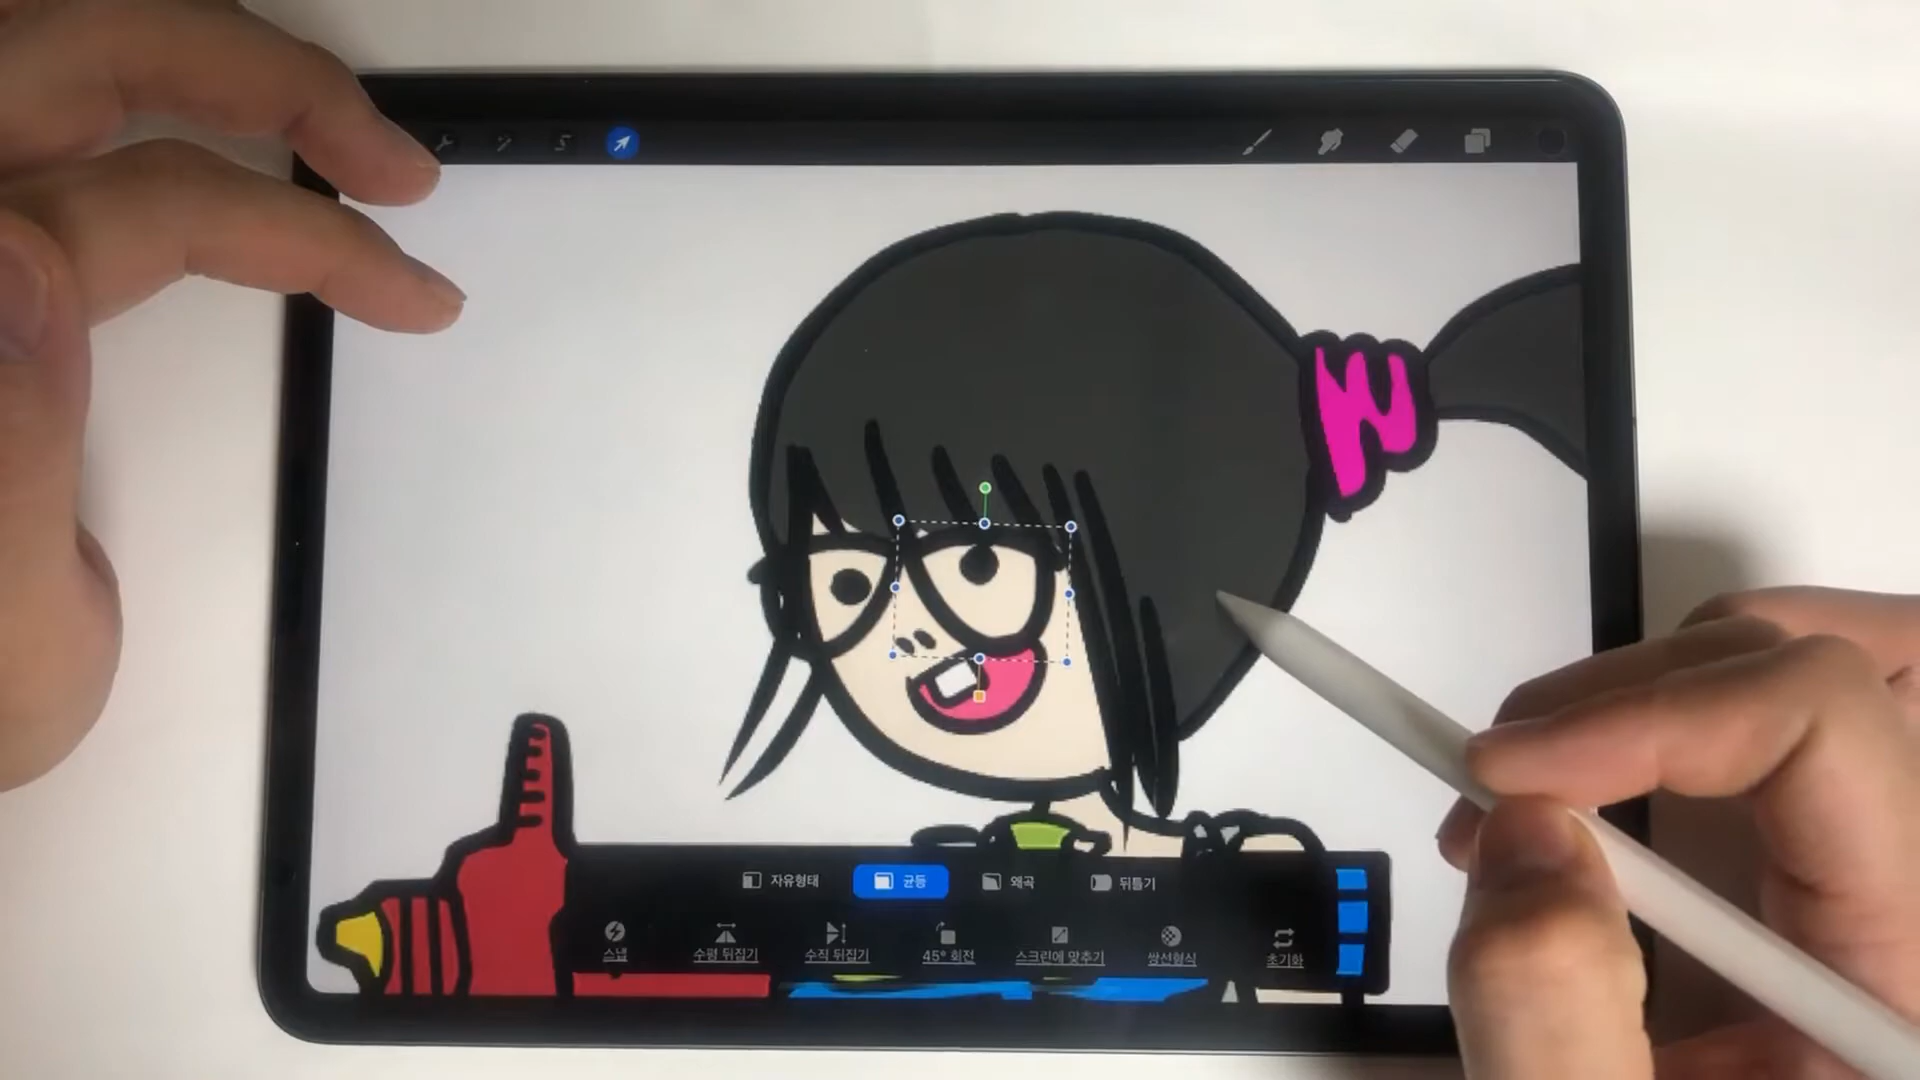 자유형태 균등 왜곡 뒤틀기
스냅 수평 뒤집기 수직 뒤집기 45° 회전 스크린에 맞추기 쌍선형식 초기화